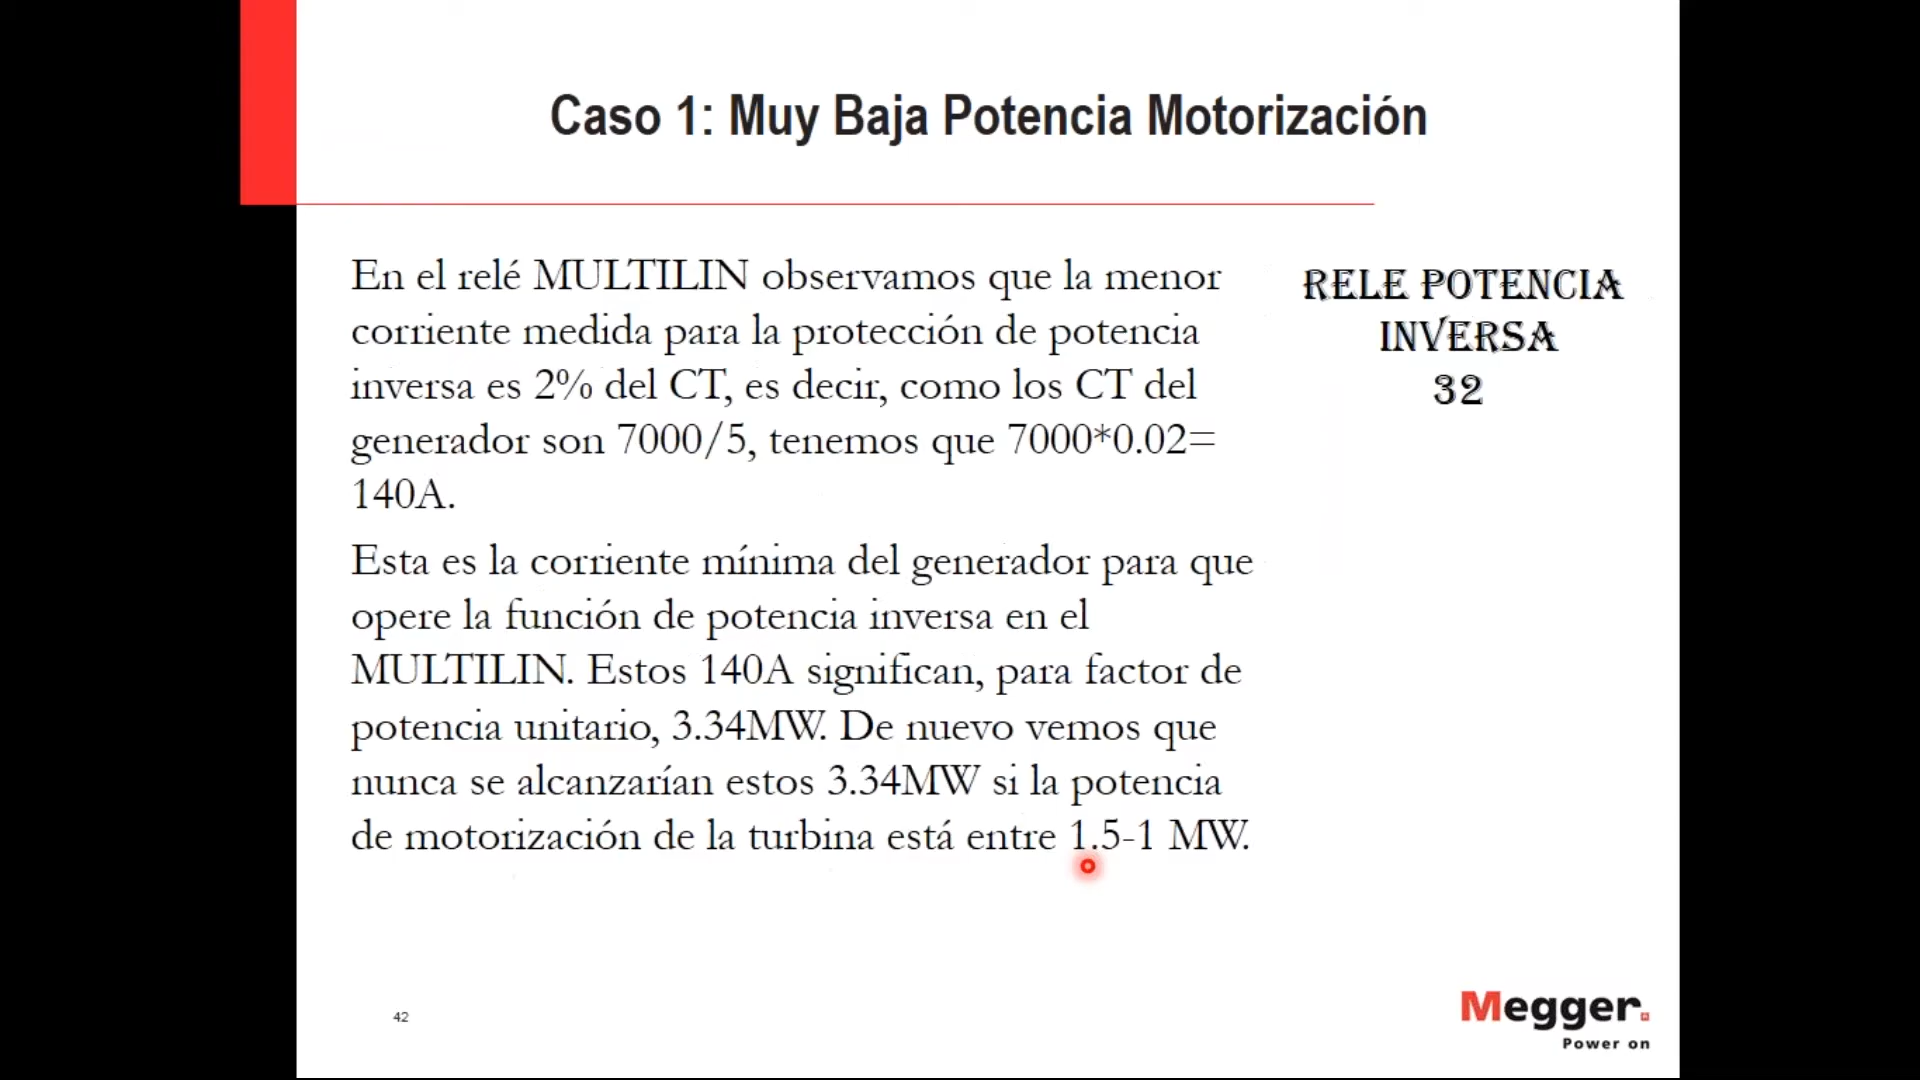 Caso 1: Muy Baja Potencia Motorización
En el relé MULTILIN observamos que la menor
corriente medida para la protección de potencia
inversa es 2% del CT, es decir, como los CT del
generador son 7000/5, tenemos que 7000*0.02=
140A.
Esta es la corriente mínima del generador para que
opere la función de potencia inversa en el
MULTILIN. Estos 140A significan, para factor de
potencia unitario, 3.34MW. De nuevo vemos que
nunca se alcanzarían estos 3.34MW si la potencia
de motorización de la turbina está entre 1.5-1 MW.
RELE POTENCIA
INVERSA
32
42
Megger.
Power on